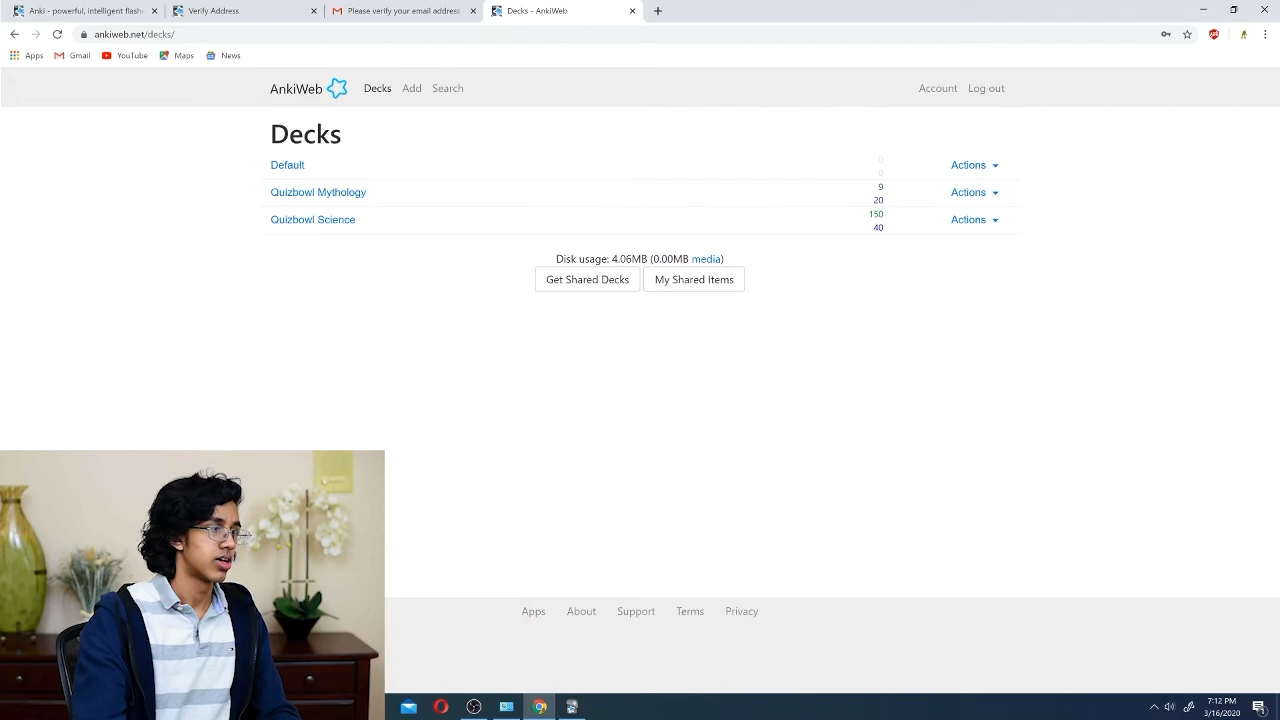 Anki - powerful, intelligent flash
Verify Address
Please verify your email address
Decks - AnkiWeb
ankiweb.net/decks/
Apps
Gmail
YouTube
Maps
News
AnkiWeb
Decks
Add
Search
Account
Log out
Decks
Default
0
0
Actions
Quizbowl Mythology
9
20
Actions
Quizbowl Science
150
40
Actions
Disk usage: 4.06MB (0.00MB media)
Get Shared Decks
My Shared Items
Apps
About
Support
Terms
Privacy
7:12 PM
3/16/2020